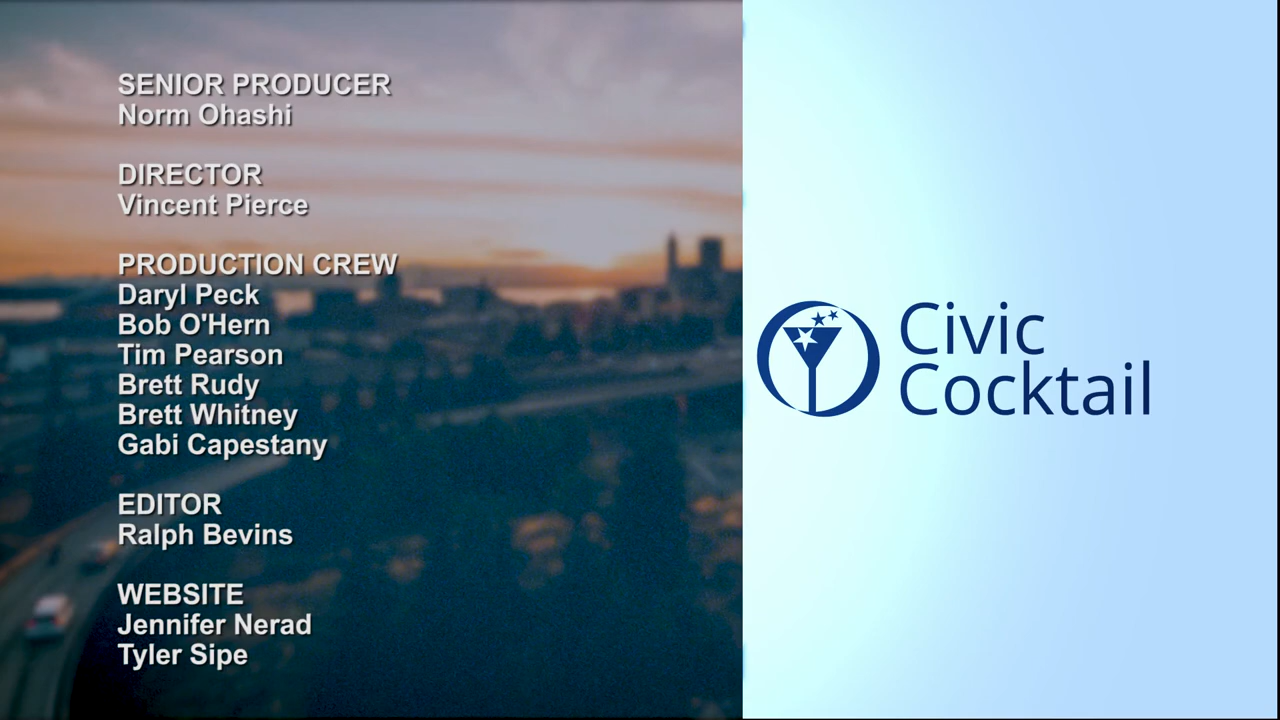 SENIOR PRODUCER
Norm Ohashi
DIRECTOR
Vincent Pierce
PRODUCTION CREW
Daryl Peck
Bob O'Hern
Tim Pearson
Brett Rudy
Brett Whitney
Gabi Capestany
EDITOR
Ralph Bevins
WEBSITE
Jennifer Nerad
Tyler Sipe
Civic
Cocktail